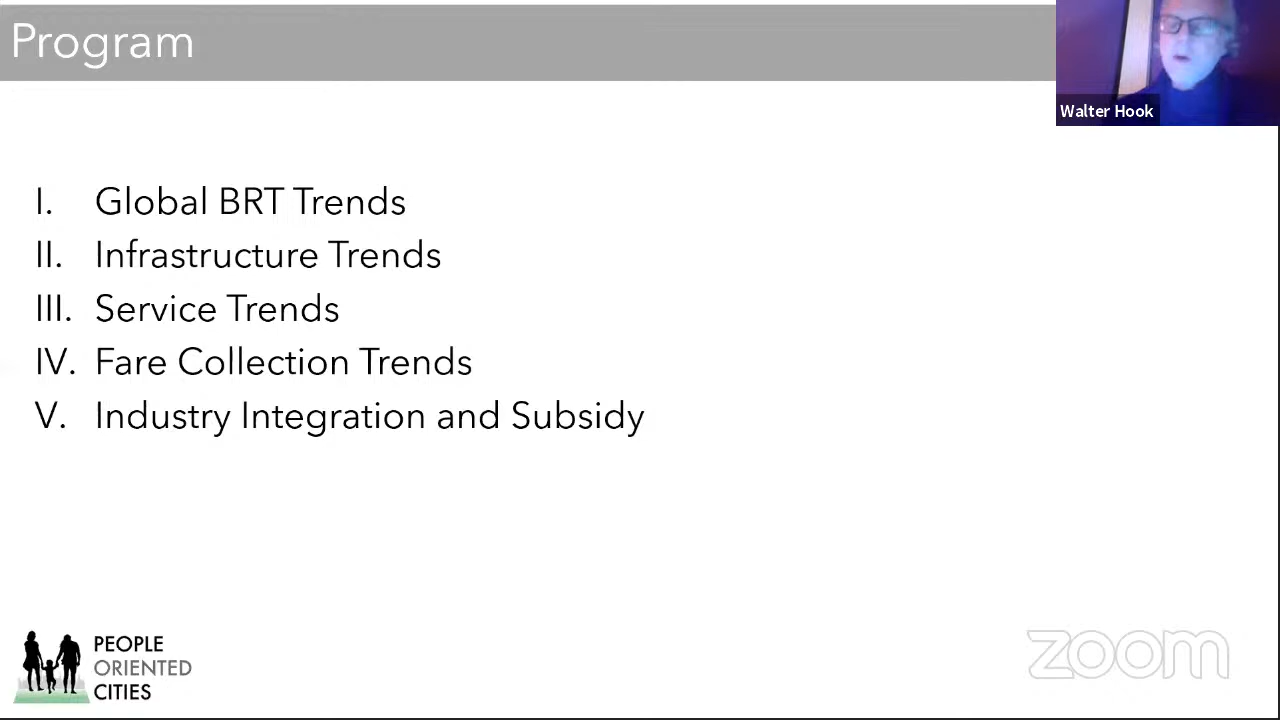 Program
Walter Hook
I. Global BRT Trends
II. Infrastructure Trends
III. Service Trends
IV. Fare Collection Trends
V. Industry Integration and Subsidy
PEOPLE
ORIENTED
CITIES
zoom